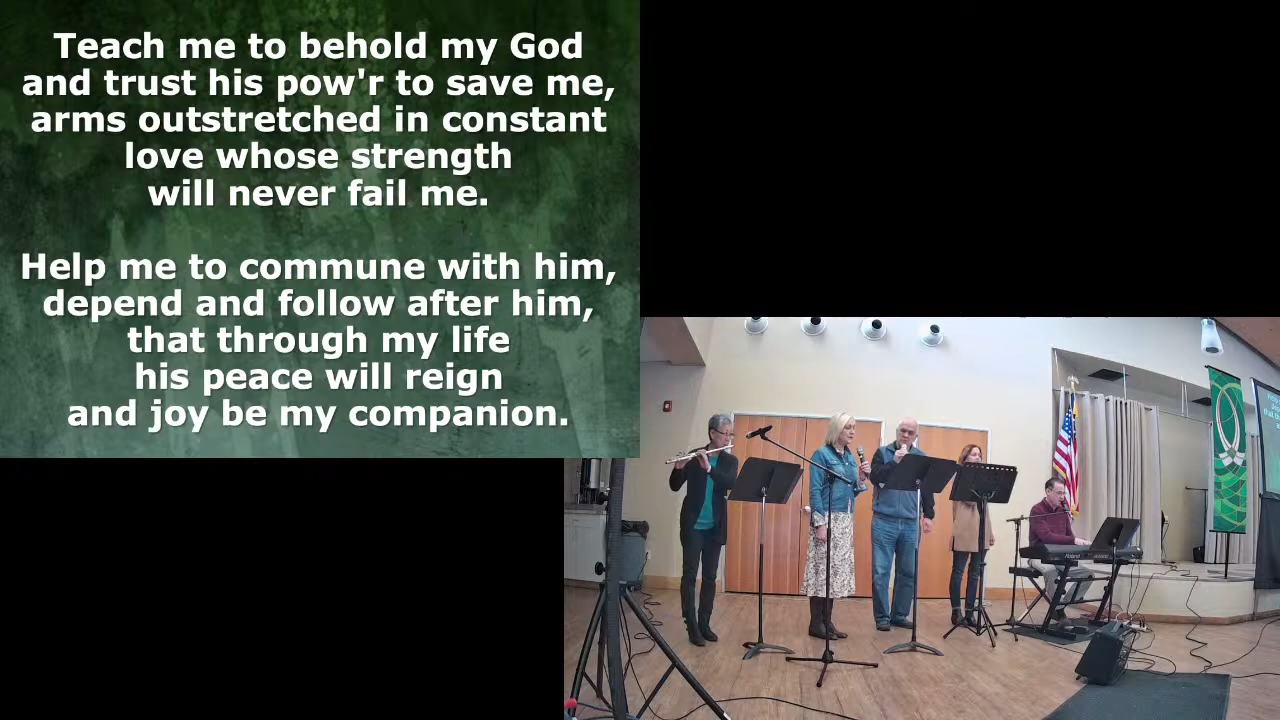 Teach me to behold my God
and trust his pow'r to save me,
arms outstretched in constant
love whose strength
will never fail me.
Help me to commune with him,
depend and follow after him,
that through my life
his peace will reign
and joy be my companion.
Roland